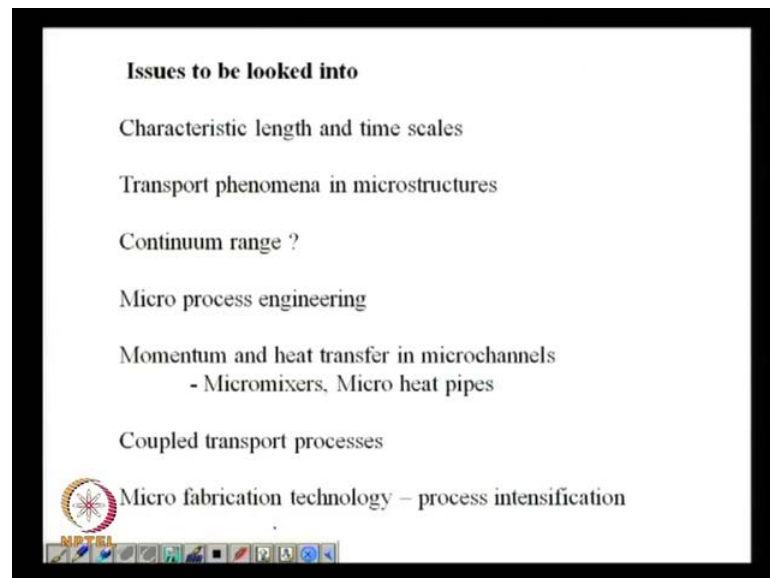 Issues to be looked into
Characteristic length and time scales
Transport phenomena in microstructures
Continuum range ?
Micro process engineering
Momentum and heat transfer in microchannels
- Micromixers, Micro heat pipes
Coupled transport processes
Micro fabrication technology – process intensification
NPTEL